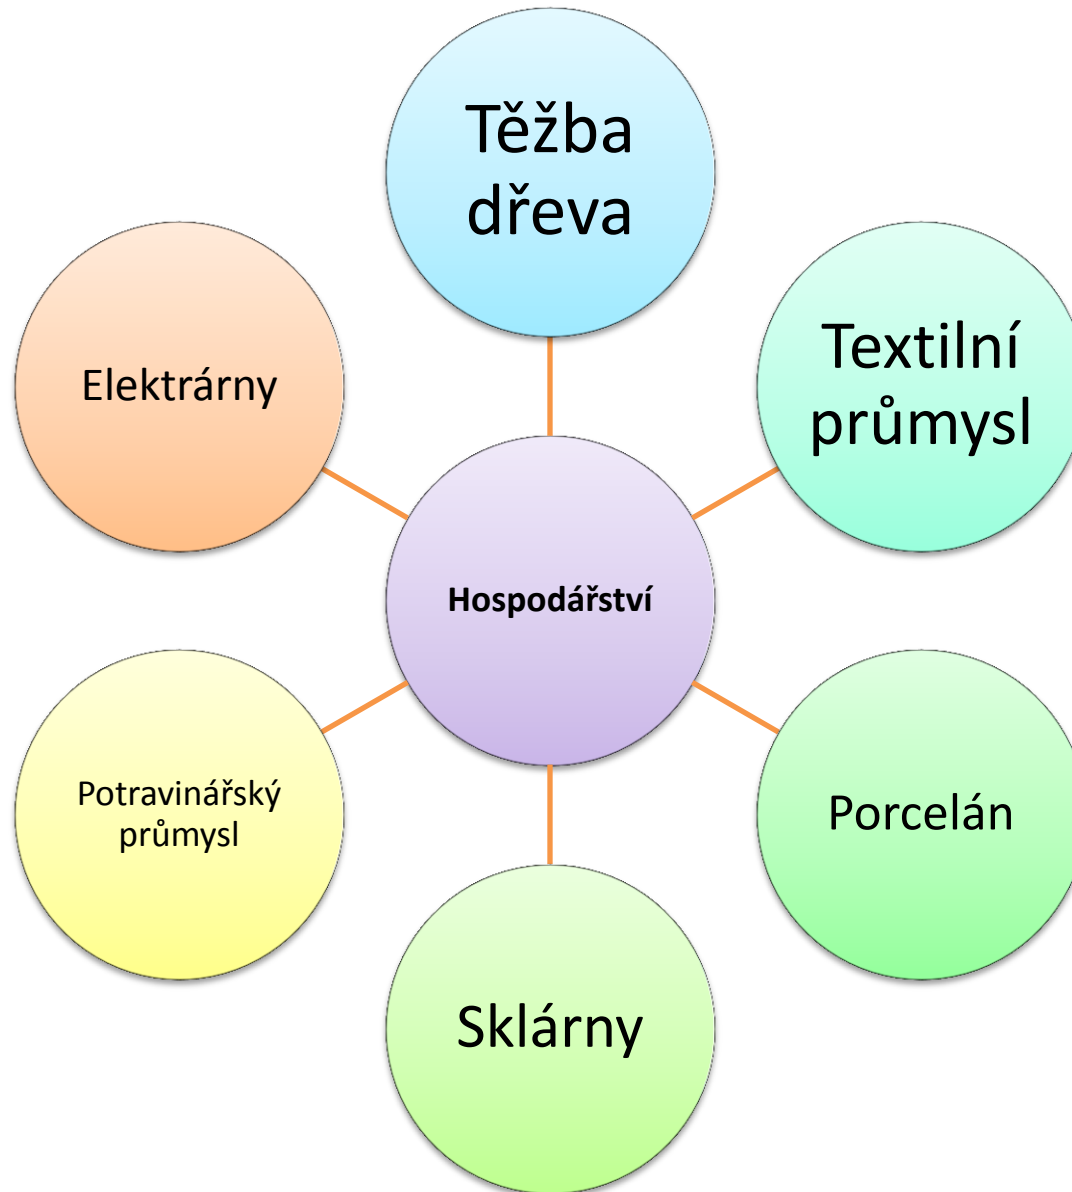 Těžba
dřeva
Textilní
průmysl
Elektrárny
Hospodářství
Potravinářský
průmysl
Porcelán
Sklárny